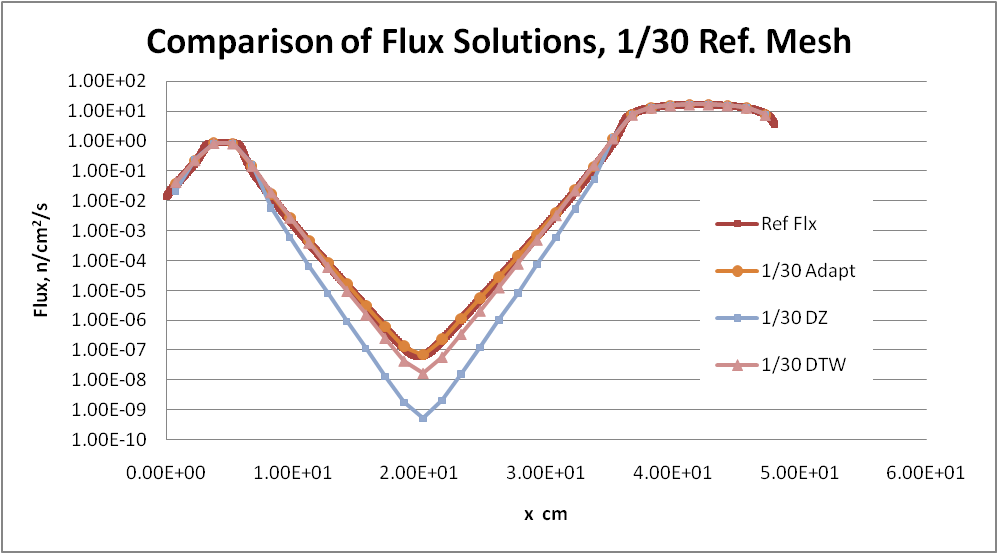 Comparison of Flux Solutions, 1/30 Ref. Mesh
1.00E+02
1.00E+01
1.00E+00
1.00E-01
1.00E-02
1.00E-03
1.00E-04
1.00E-05
1.00E-06
1.00E-07
1.00E-08
1.00E-09
1.00E-10
Flux, n/cm²/s
Ref Flx
1/30 Adapt
1/30 DZ
1/30 DTW
0.00E+00 1.00E+01 2.00E+01 3.00E+01 4.00E+01 5.00E+01 6.00E+01
x cm